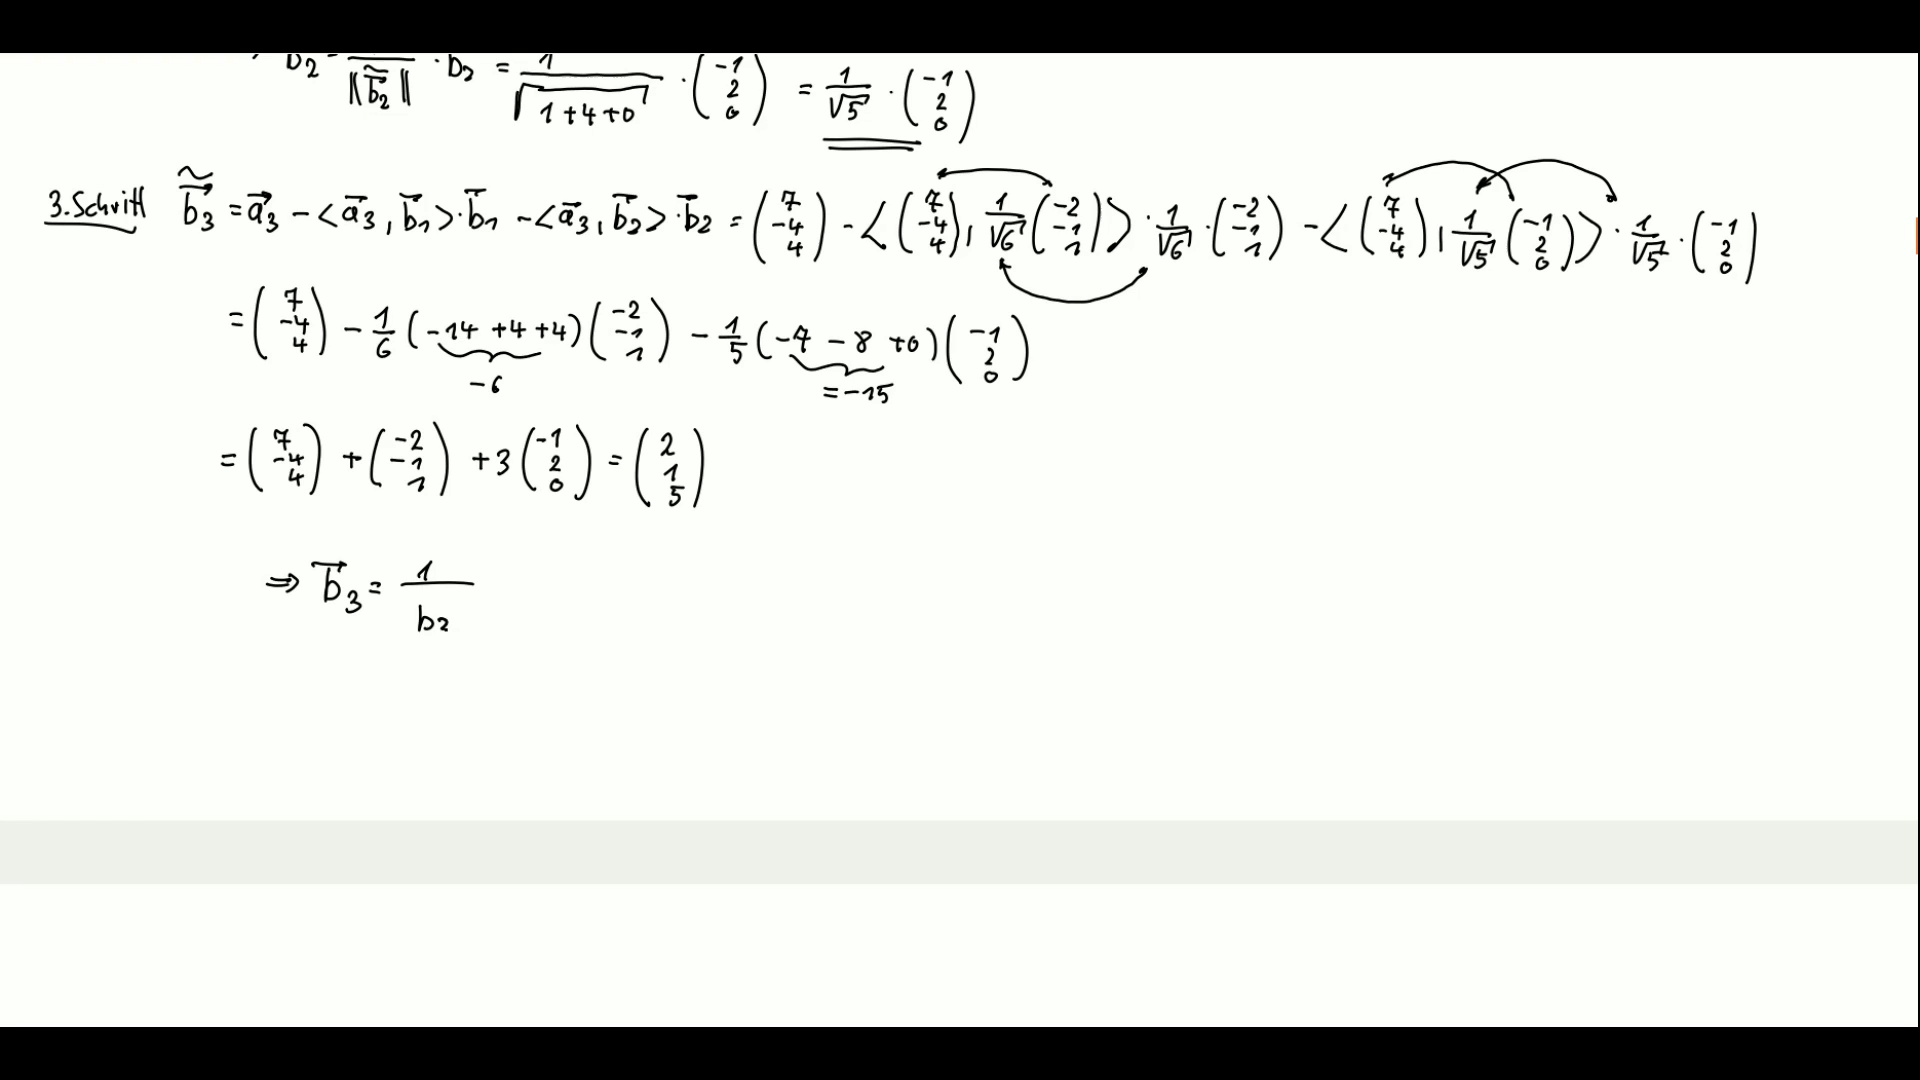 b₂ = 1/‖b̃₂‖ · b̃₂ = 1/√(1+4+0) · (-1 2 0) = 1/√5 · (-1 2 0)
3. Schritt b̃₃ = a₃ - <a₃, b₁>·b₁ - <a₃, b₂>·b₂ = (7 -4 4) - <(7 -4 4), 1/√6 (-2 -1 1)> · 1/√6 · (-2 -1 1) - <(7 -4 4), 1/√5 (-1 2 0)> · 1/√5 · (-1 2 0)
= (7 -4 4) - 1/6 (-14 +4 +4) (-2 -1 1) - 1/5 (-7 - 8 +0) (-1 2 0)
-6 = -15
= (7 -4 4) + (-2 -1 1) + 3 (-1 2 0) = (2 1 5)
⇒ b₃ = 1/b₂